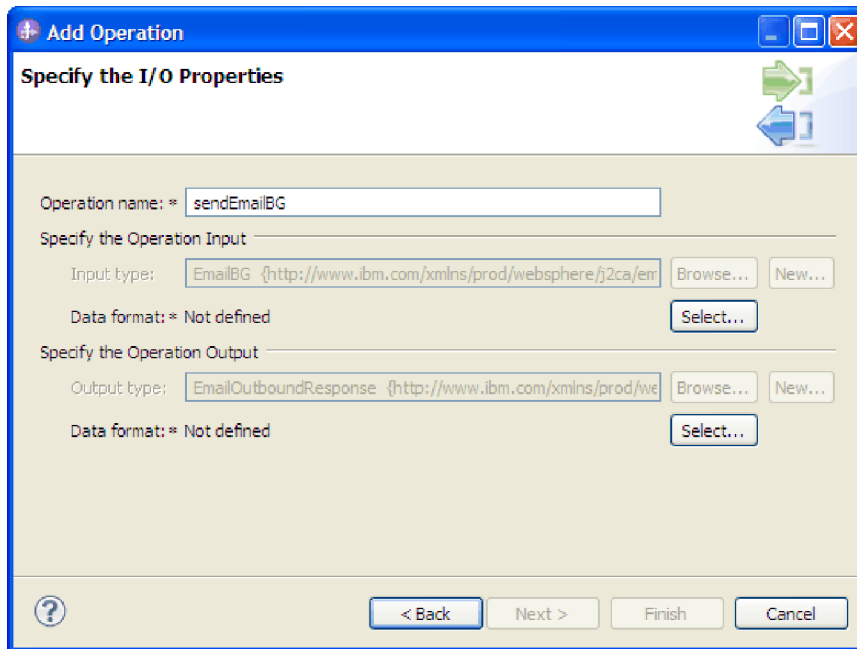 Add Operation
Specify the I/O Properties
Operation name: * sendEmailBG
Specify the Operation Input
Input type: EmailBG {http://www.ibm.com/xmlns/prod/websphere/j2ca/em Browse... New...
Data format: * Not defined Select...
Specify the Operation Output
Output type: EmailOutboundResponse {http://www.ibm.com/xmlns/prod/we Browse... New...
Data format: * Not defined Select...
? < Back Next > Finish Cancel